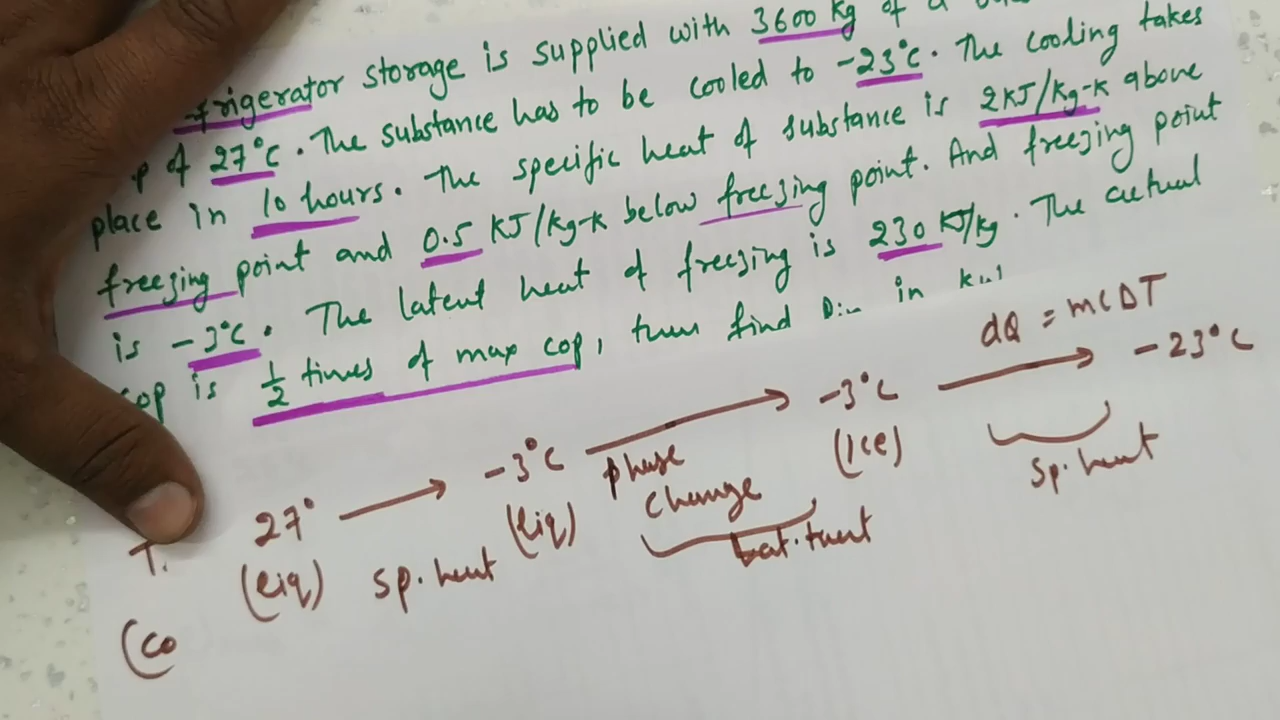 frigerator storage is supplied with 3600 kg of a
p of 27°C. The substance has to be cooled to -23°C. The cooling takes
place in 10 hours. The specific heat of substance is 2KJ/Kg-K above
freezing point and 0.5 KJ/kg-k below freezing point. And freezing point
is -3°C. The latent heat of freezing is 230 KJ/kg. The actual
cop is 1/2 times of max cop, then find Pin in kw
dQ = mCΔT
27° → -3°C → -3°C → -23°C
(liq) sp. heat (liq) phase change (Ice) sp. heat
Lat. heat
T.
(co